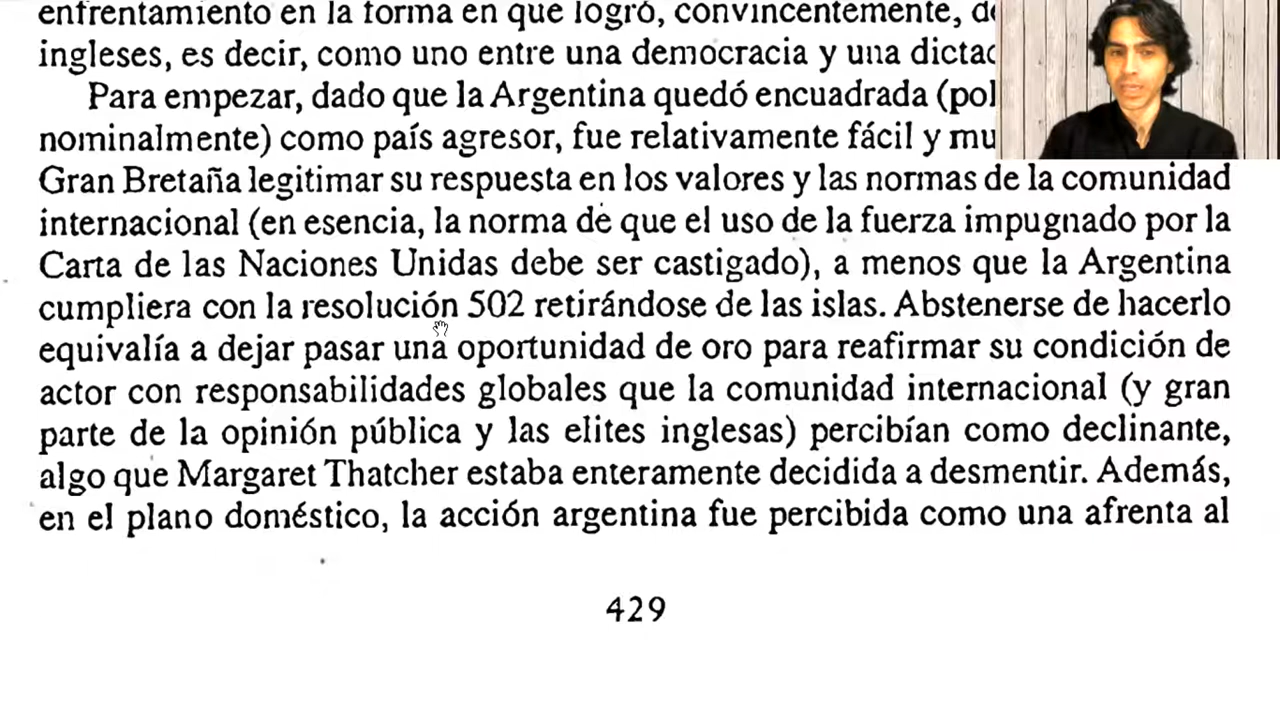 enfrentamiento en la forma en que logró, convincentemente,
ingleses, es decir, como uno entre una democracia y una
Para empezar, dado que la Argentina quedó encuadrada
nominalmente) como país agresor, fue relativamente fácil y
Gran Bretaña legitimar su respuesta en los valores y las normas de la comunidad
internacional (en esencia, la norma de que el uso de la fuerza impugnado por la
Carta de las Naciones Unidas debe ser castigado), a menos que la Argentina
cumpliera con la resolución 502 retirándose de las islas. Abstenerse de hacerlo
equivalía a dejar pasar una oportunidad de oro para reafirmar su condición de
actor con responsabilidades globales que la comunidad internacional (y gran
parte de la opinión pública y las elites inglesas) percibían como declinante,
algo que Margaret Thatcher estaba enteramente decidida a desmentir. Además,
en el plano doméstico, la acción argentina fue percibida como una afrenta al
429